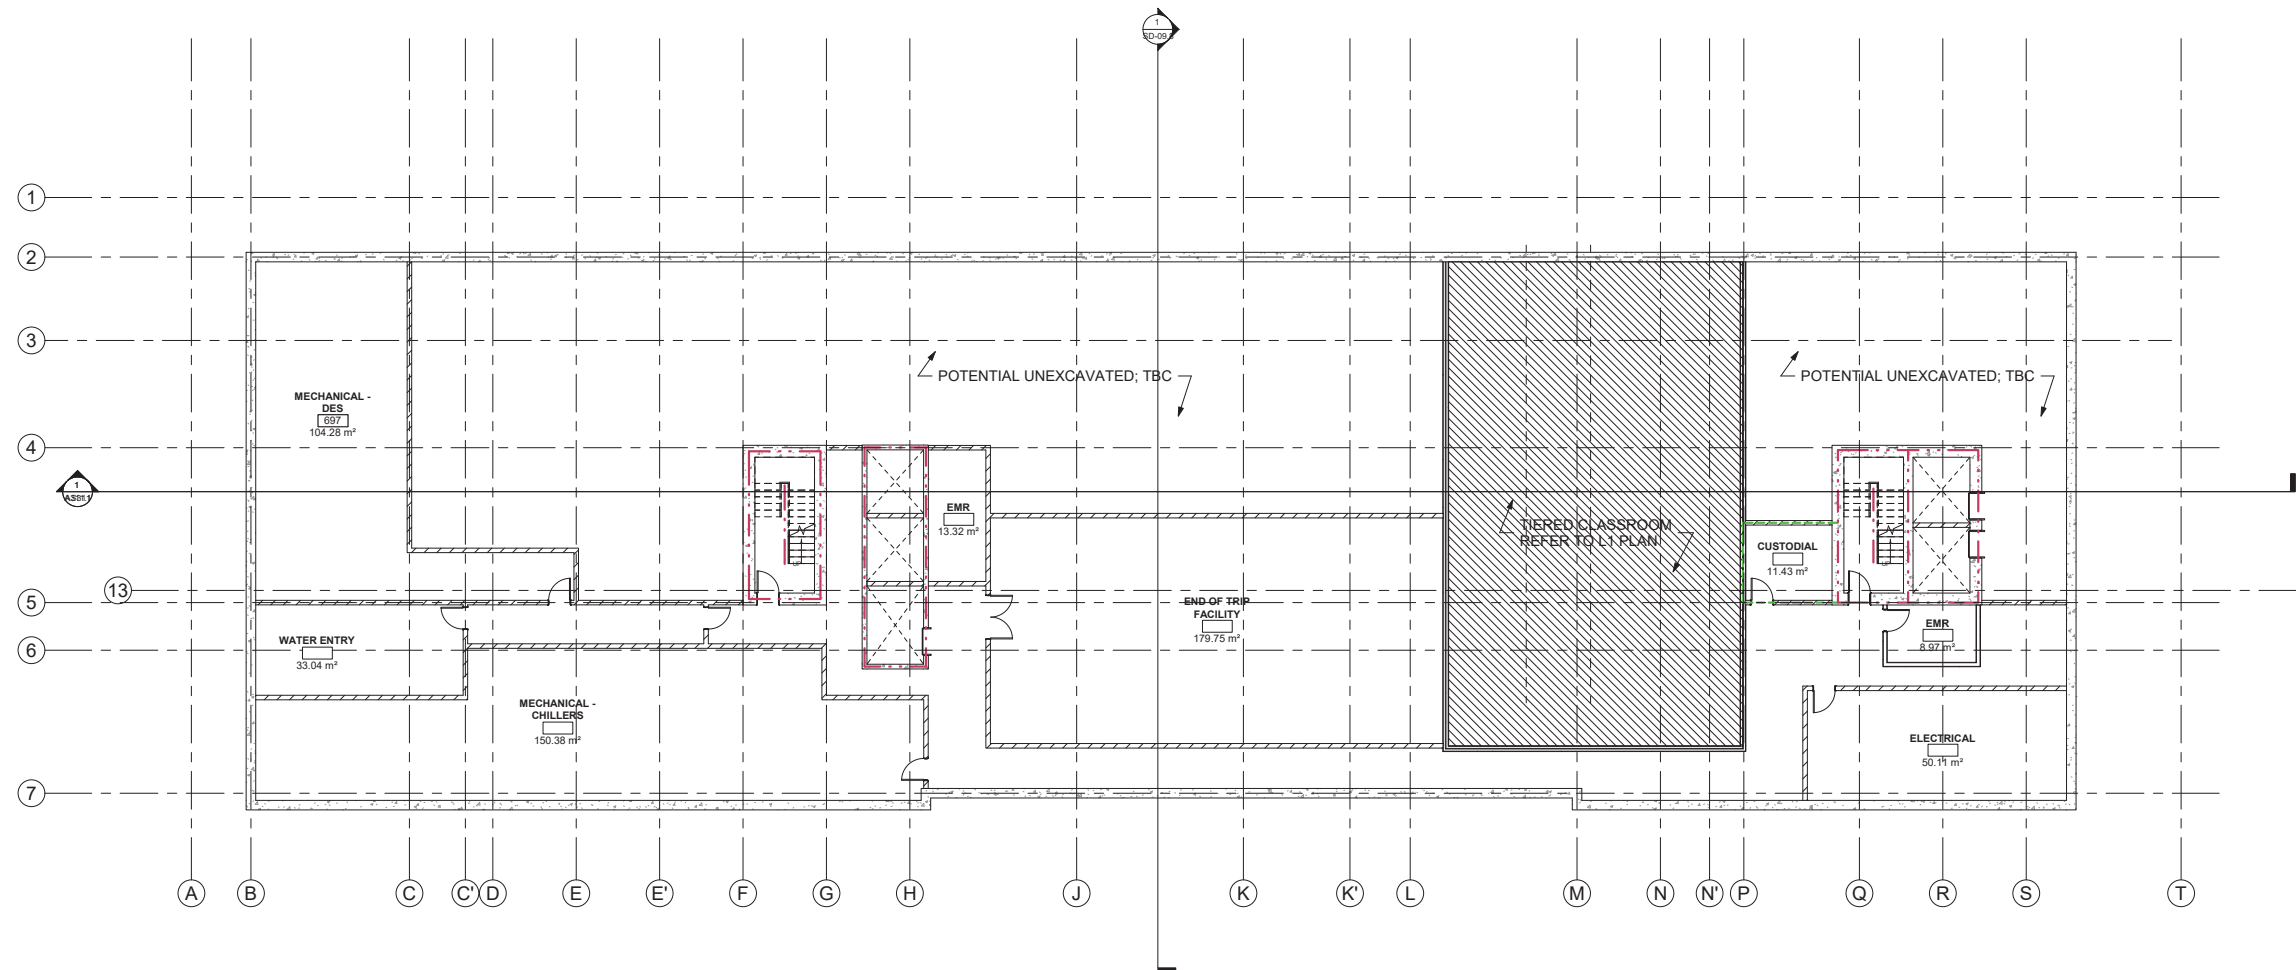 1
SD-09.
1
2
3
POTENTIAL UNEXCAVATED; TBC
POTENTIAL UNEXCAVATED; TBC
MECHANICAL -
DES
697
104.28 m²
4
1
EMR
13.32 m²
TIERED CLASSROOM
REFER TO L1 PLAN
CUSTODIAL
11.43 m²
UP
UP
13
5
END OF TRIP
FACILITY
179.75 m²
WATER ENTRY
33.04 m²
EMR
8.97 m²
6
MECHANICAL -
CHILLERS
150.38 m²
ELECTRICAL
50.11 m²
7
A B C C' D E E' F G H J K K' L M N N' P Q R S T